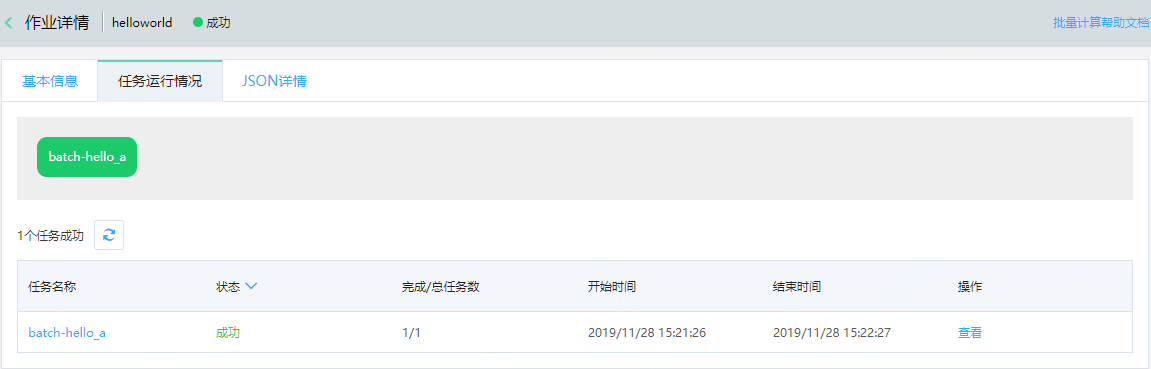 作业详情 helloworld 成功 批量计算帮助文档
基本信息 任务运行情况 JSON详情
batch-hello_a
1个任务成功
任务名称 状态 完成/总任务数 开始时间 结束时间 操作
batch-hello_a 成功 1/1 2019/11/28 15:21:26 2019/11/28 15:22:27 查看